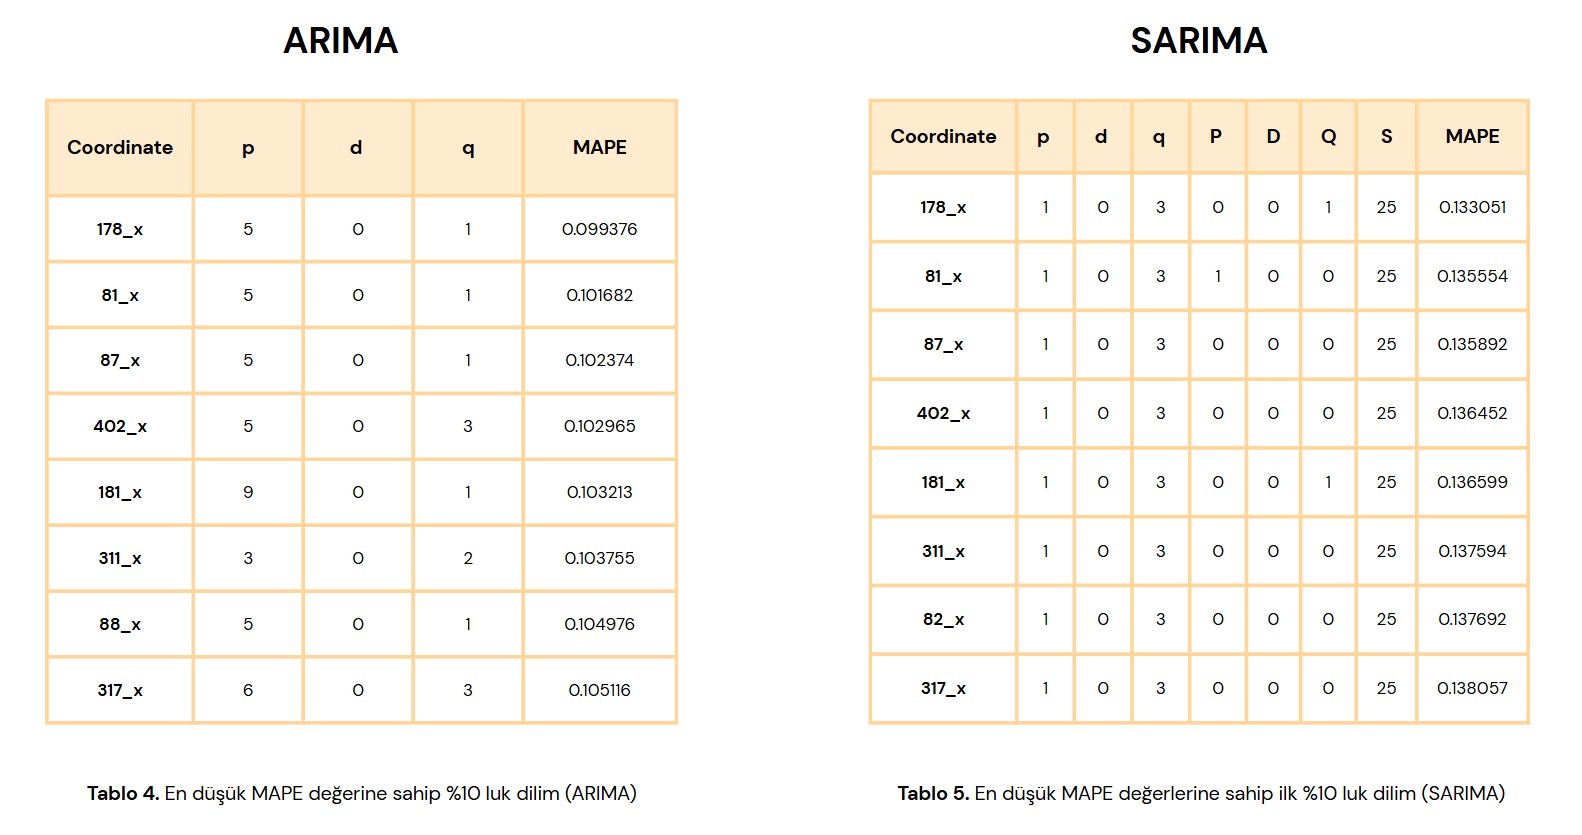 ARIMA
Coordinate p d q MAPE
178_x 5 0 1 0.099376
81_x 5 0 1 0.101682
87_x 5 0 1 0.102374
402_x 5 0 3 0.102965
181_x 9 0 1 0.103213
311_x 3 0 2 0.103755
88_x 5 0 1 0.104976
317_x 6 0 3 0.105116
Tablo 4. En düşük MAPE değerine sahip %10 luk dilim (ARIMA)
SARIMA
Coordinate p d q P D Q S MAPE
178_x 1 0 3 0 0 1 25 0.133051
81_x 1 0 3 1 0 0 25 0.135554
87_x 1 0 3 0 0 0 25 0.135892
402_x 1 0 3 0 0 0 25 0.136452
181_x 1 0 3 0 0 1 25 0.136599
311_x 1 0 3 0 0 0 25 0.137594
82_x 1 0 3 0 0 0 25 0.137692
317_x 1 0 3 0 0 0 25 0.138057
Tablo 5. En düşük MAPE değerlerine sahip ilk %10 luk dilim (SARIMA)